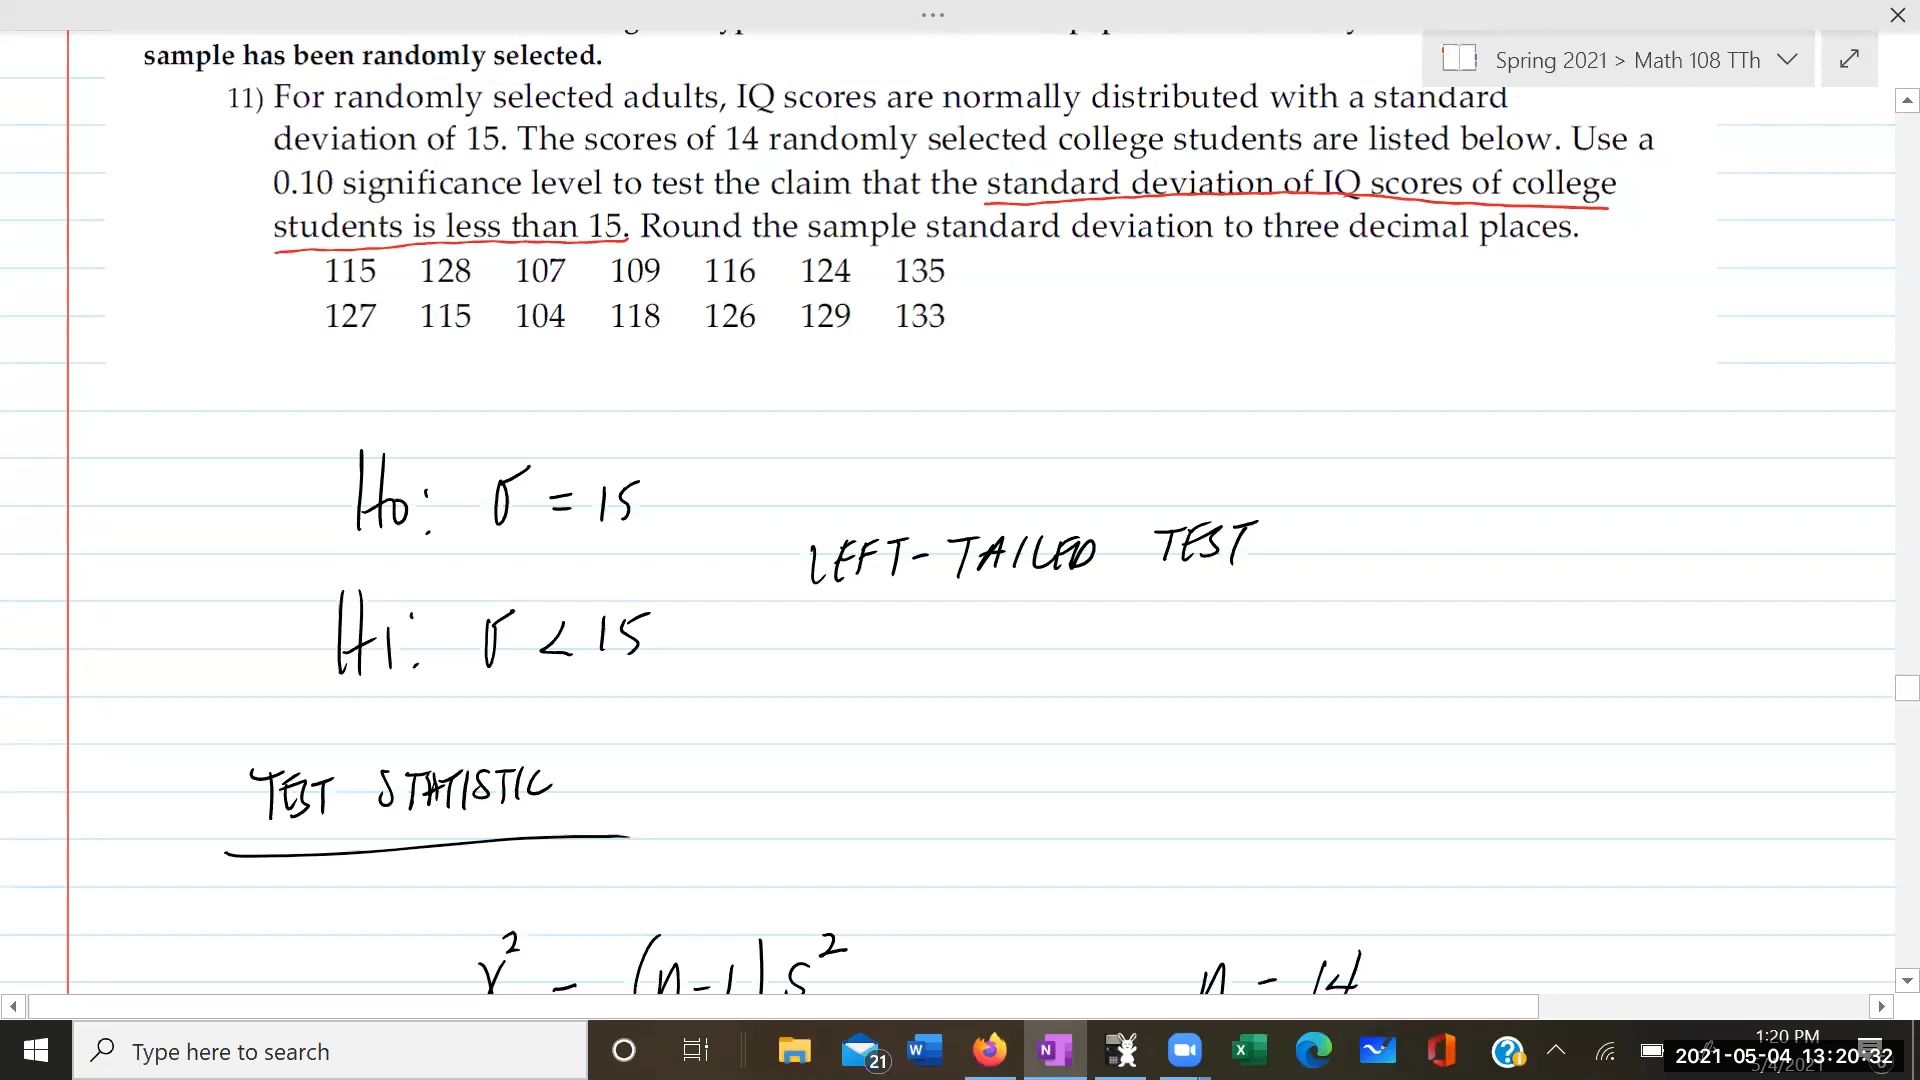 sample has been randomly selected.
Spring 2021 > Math 108 TTh
11) For randomly selected adults, IQ scores are normally distributed with a standard
deviation of 15. The scores of 14 randomly selected college students are listed below. Use a
0.10 significance level to test the claim that the standard deviation of IQ scores of college
students is less than 15. Round the sample standard deviation to three decimal places.
115 128 107 109 116 124 135
127 115 104 118 126 129 133
H0: σ = 15
LEFT-TAILED TEST
H1: σ < 15
TEST STATISTIC
χ² = (n-1)s²
n = 14
Type here to search
21
1:20 PM
2021-05-04 13:20:32